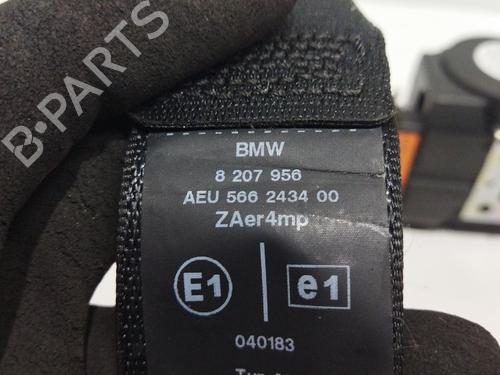 B-PARTS
BMW
8 207 956
AEU 566 2434 00
ZAer4mp
E1
e1
040183